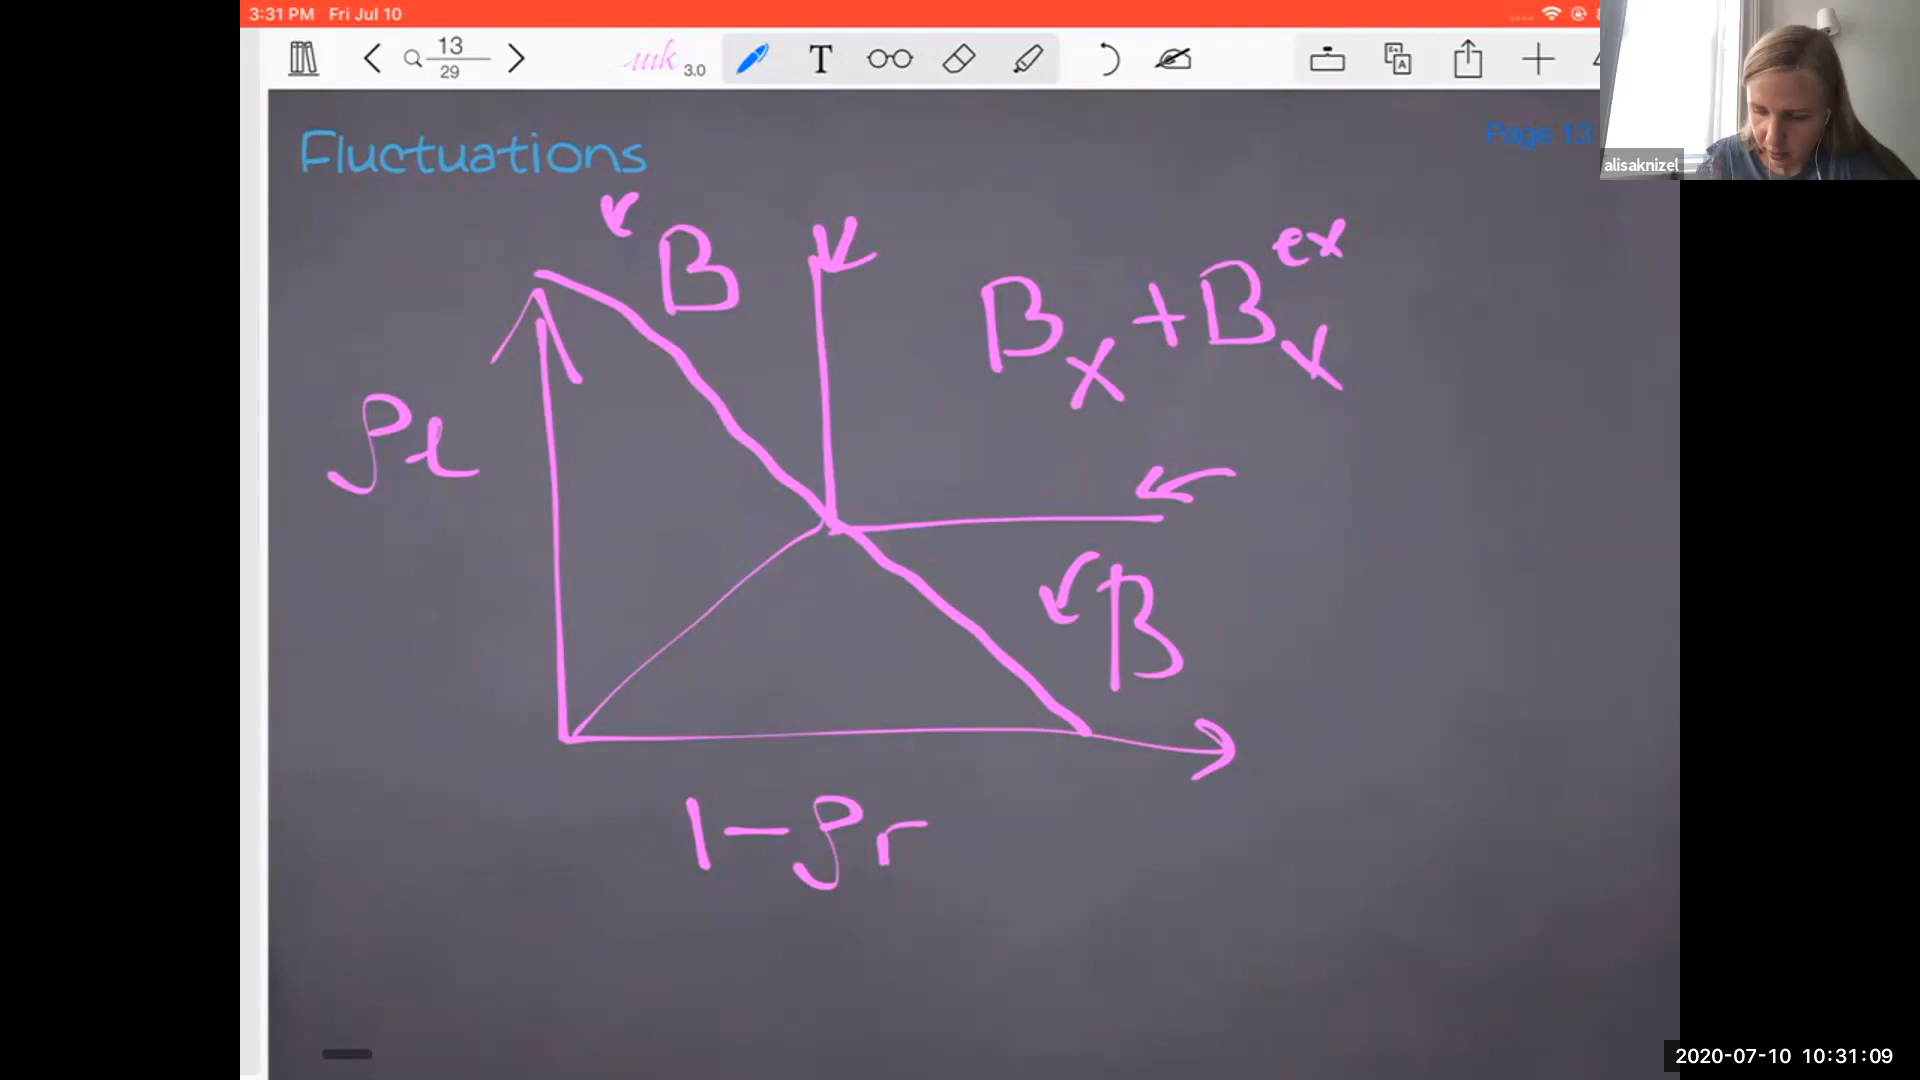 3:31 PM Fri Jul 10
13
29
ink 3.0
T
Page 13
alisaknizel
Fluctuations
B
B_x + B_x^ex
ρ_ℓ
B
1 - ρ_r
2020-07-10 10:31:09